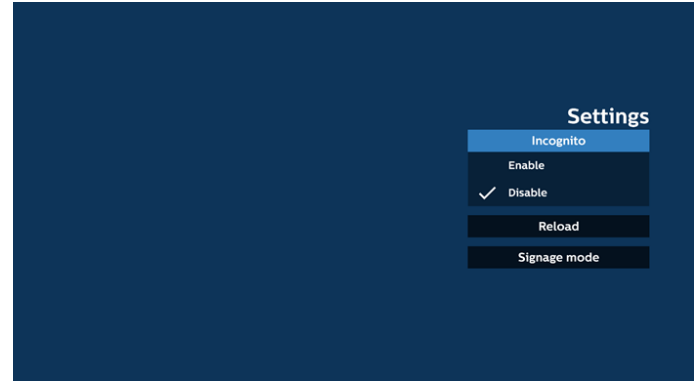 Settings
Incognito
Enable
Disable
Reload
Signage mode